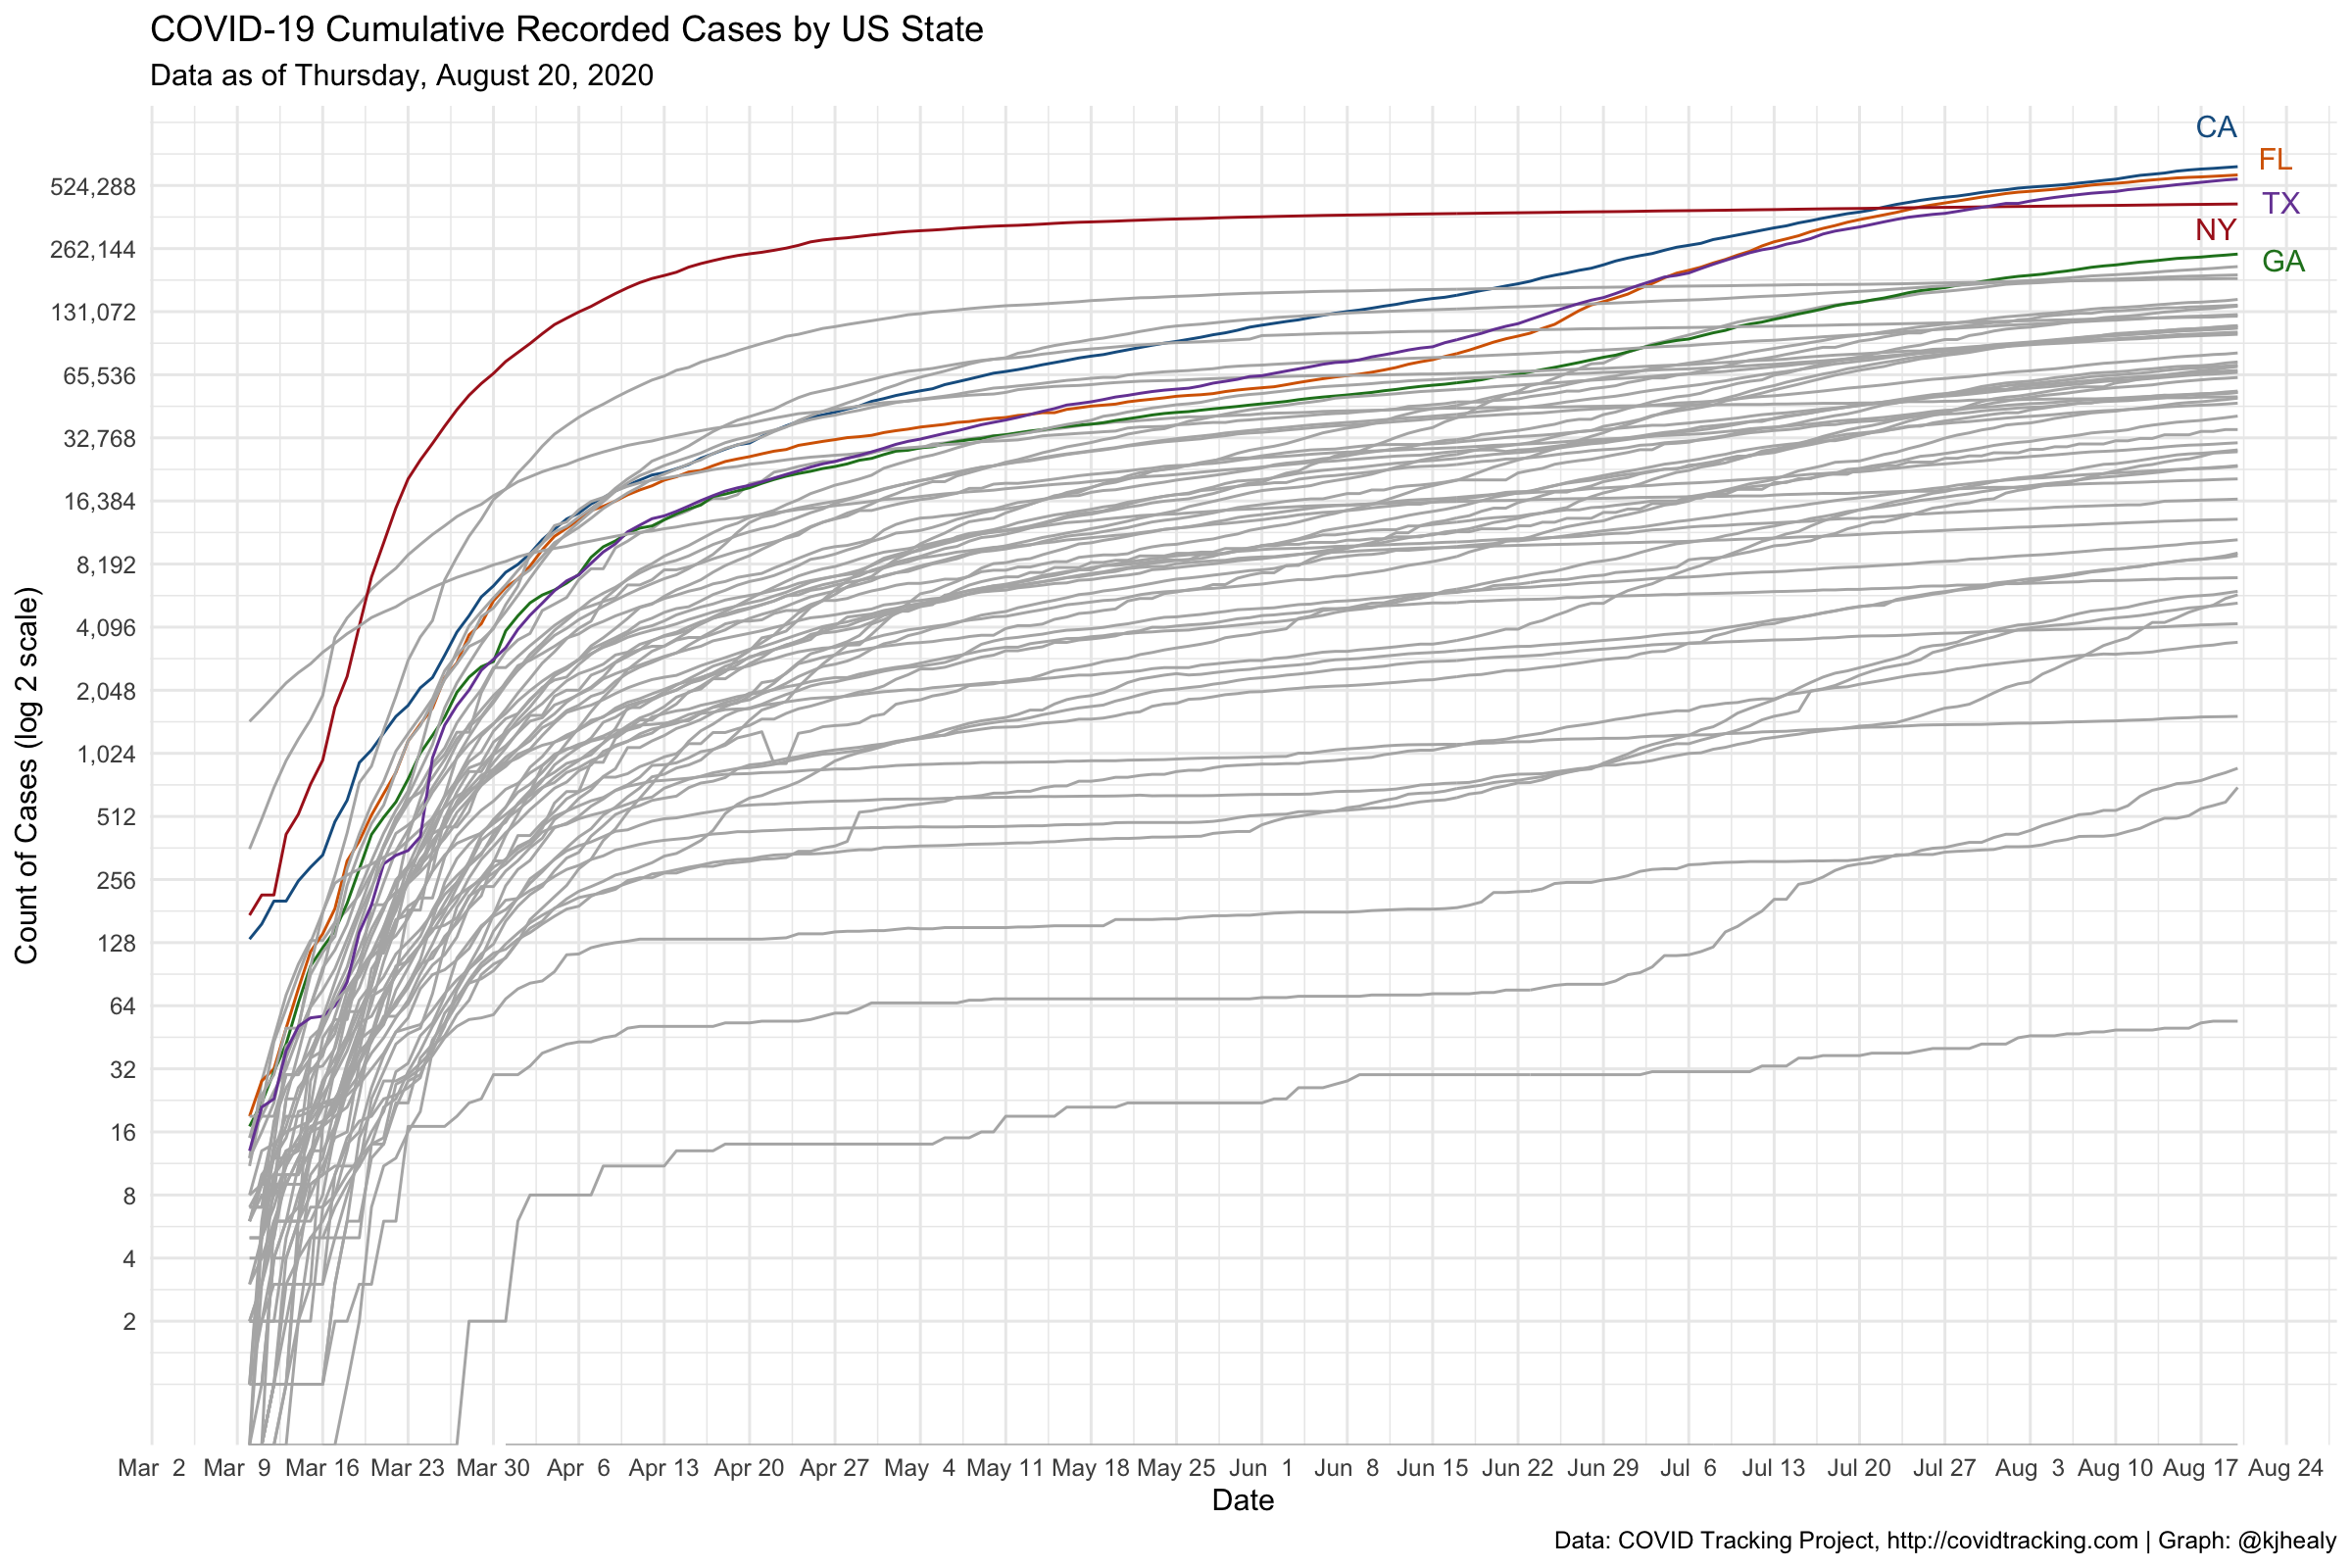 COVID-19 Cumulative Recorded Cases by US State
Data as of Thursday, August 20, 2020
CA
FL
TX
NY
GA
524,288
262,144
131,072
65,536
32,768
16,384
8,192
4,096
2,048
1,024
512
256
128
64
32
16
8
4
2
Count of Cases (log 2 scale)
Mar 2 Mar 9 Mar 16 Mar 23 Mar 30 Apr 6 Apr 13 Apr 20 Apr 27 May 4 May 11 May 18 May 25 Jun 1 Jun 8 Jun 15 Jun 22 Jun 29 Jul 6 Jul 13 Jul 20 Jul 27 Aug 3 Aug 10 Aug 17 Aug 24
Date
Data: COVID Tracking Project, http://covidtracking.com | Graph: @kjhealy